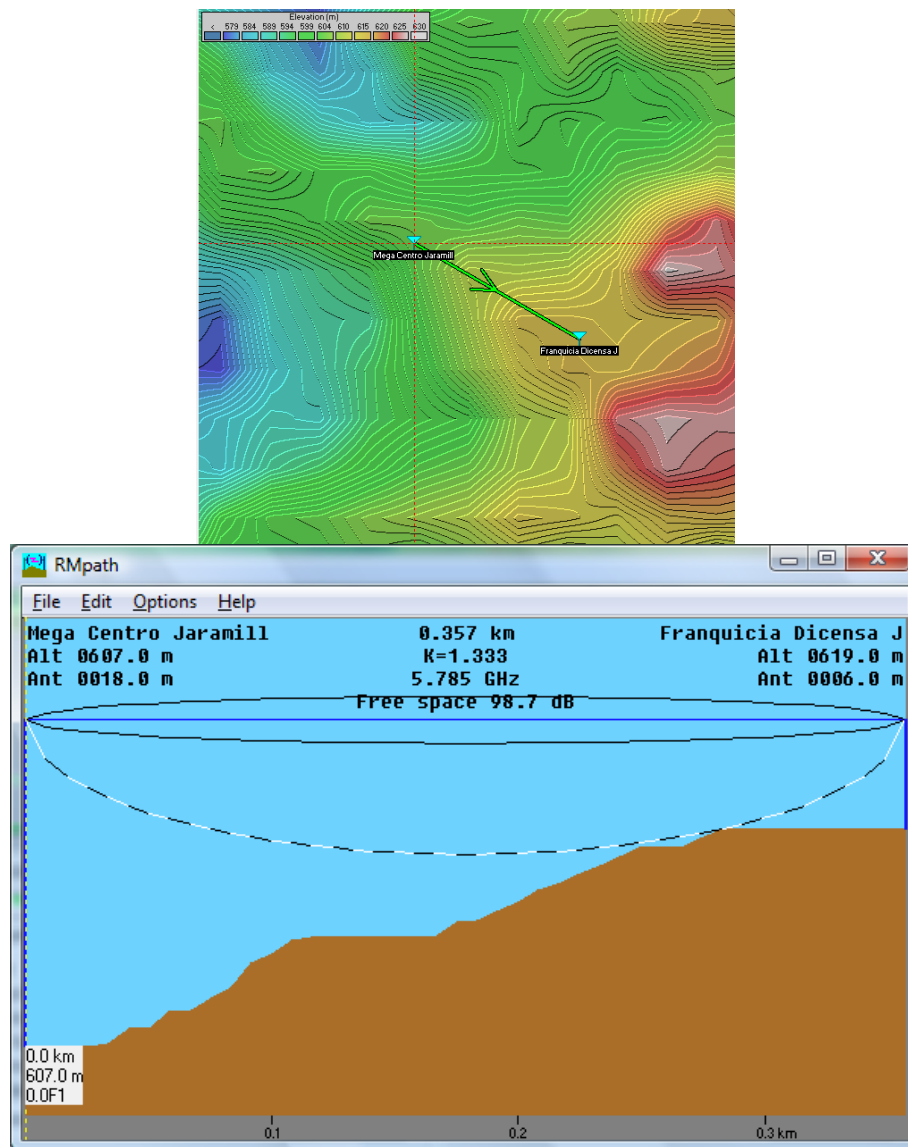 Elevation (m)
< 579 584 589 594 599 604 610 615 620 625 630
Mega Centro Jaramill
Franquicia Dicensa J
RMpath
File Edit Options Help
Mega Centro Jaramill 0.357 km Franquicia Dicensa J
Alt 0607.0 m K=1.333 Alt 0619.0 m
Ant 0018.0 m 5.785 GHz Ant 0006.0 m
Free space 98.7 dB
0.0 km
607.0 m
0.0F1
0.1 0.2 0.3 km